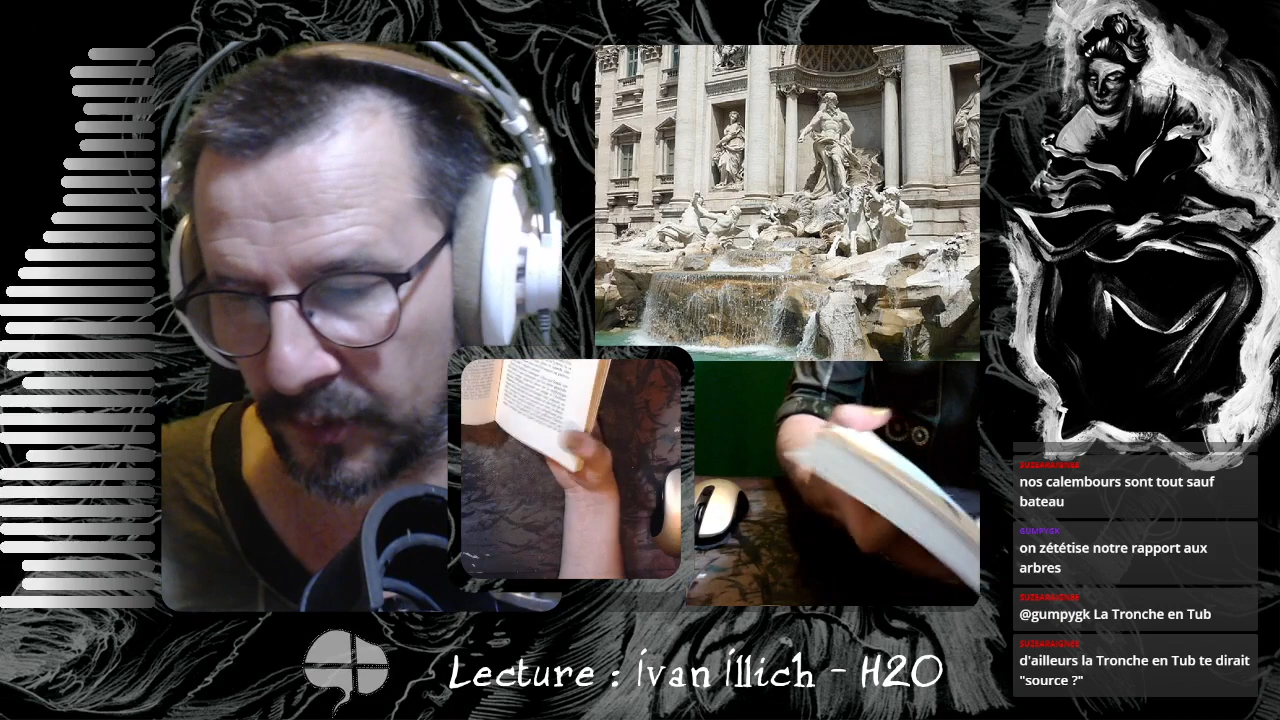 SUZEARAIGNEE
nos calembours sont tout sauf
bateau
GUMPYGK
on zététise notre rapport aux
arbres
SUZEARAIGNEE
@gumpygk La Tronche en Tub
SUZEARAIGNEE
d'ailleurs la Tronche en Tub te dirait
"source ?"
Lecture : Ivan Illich - H2O